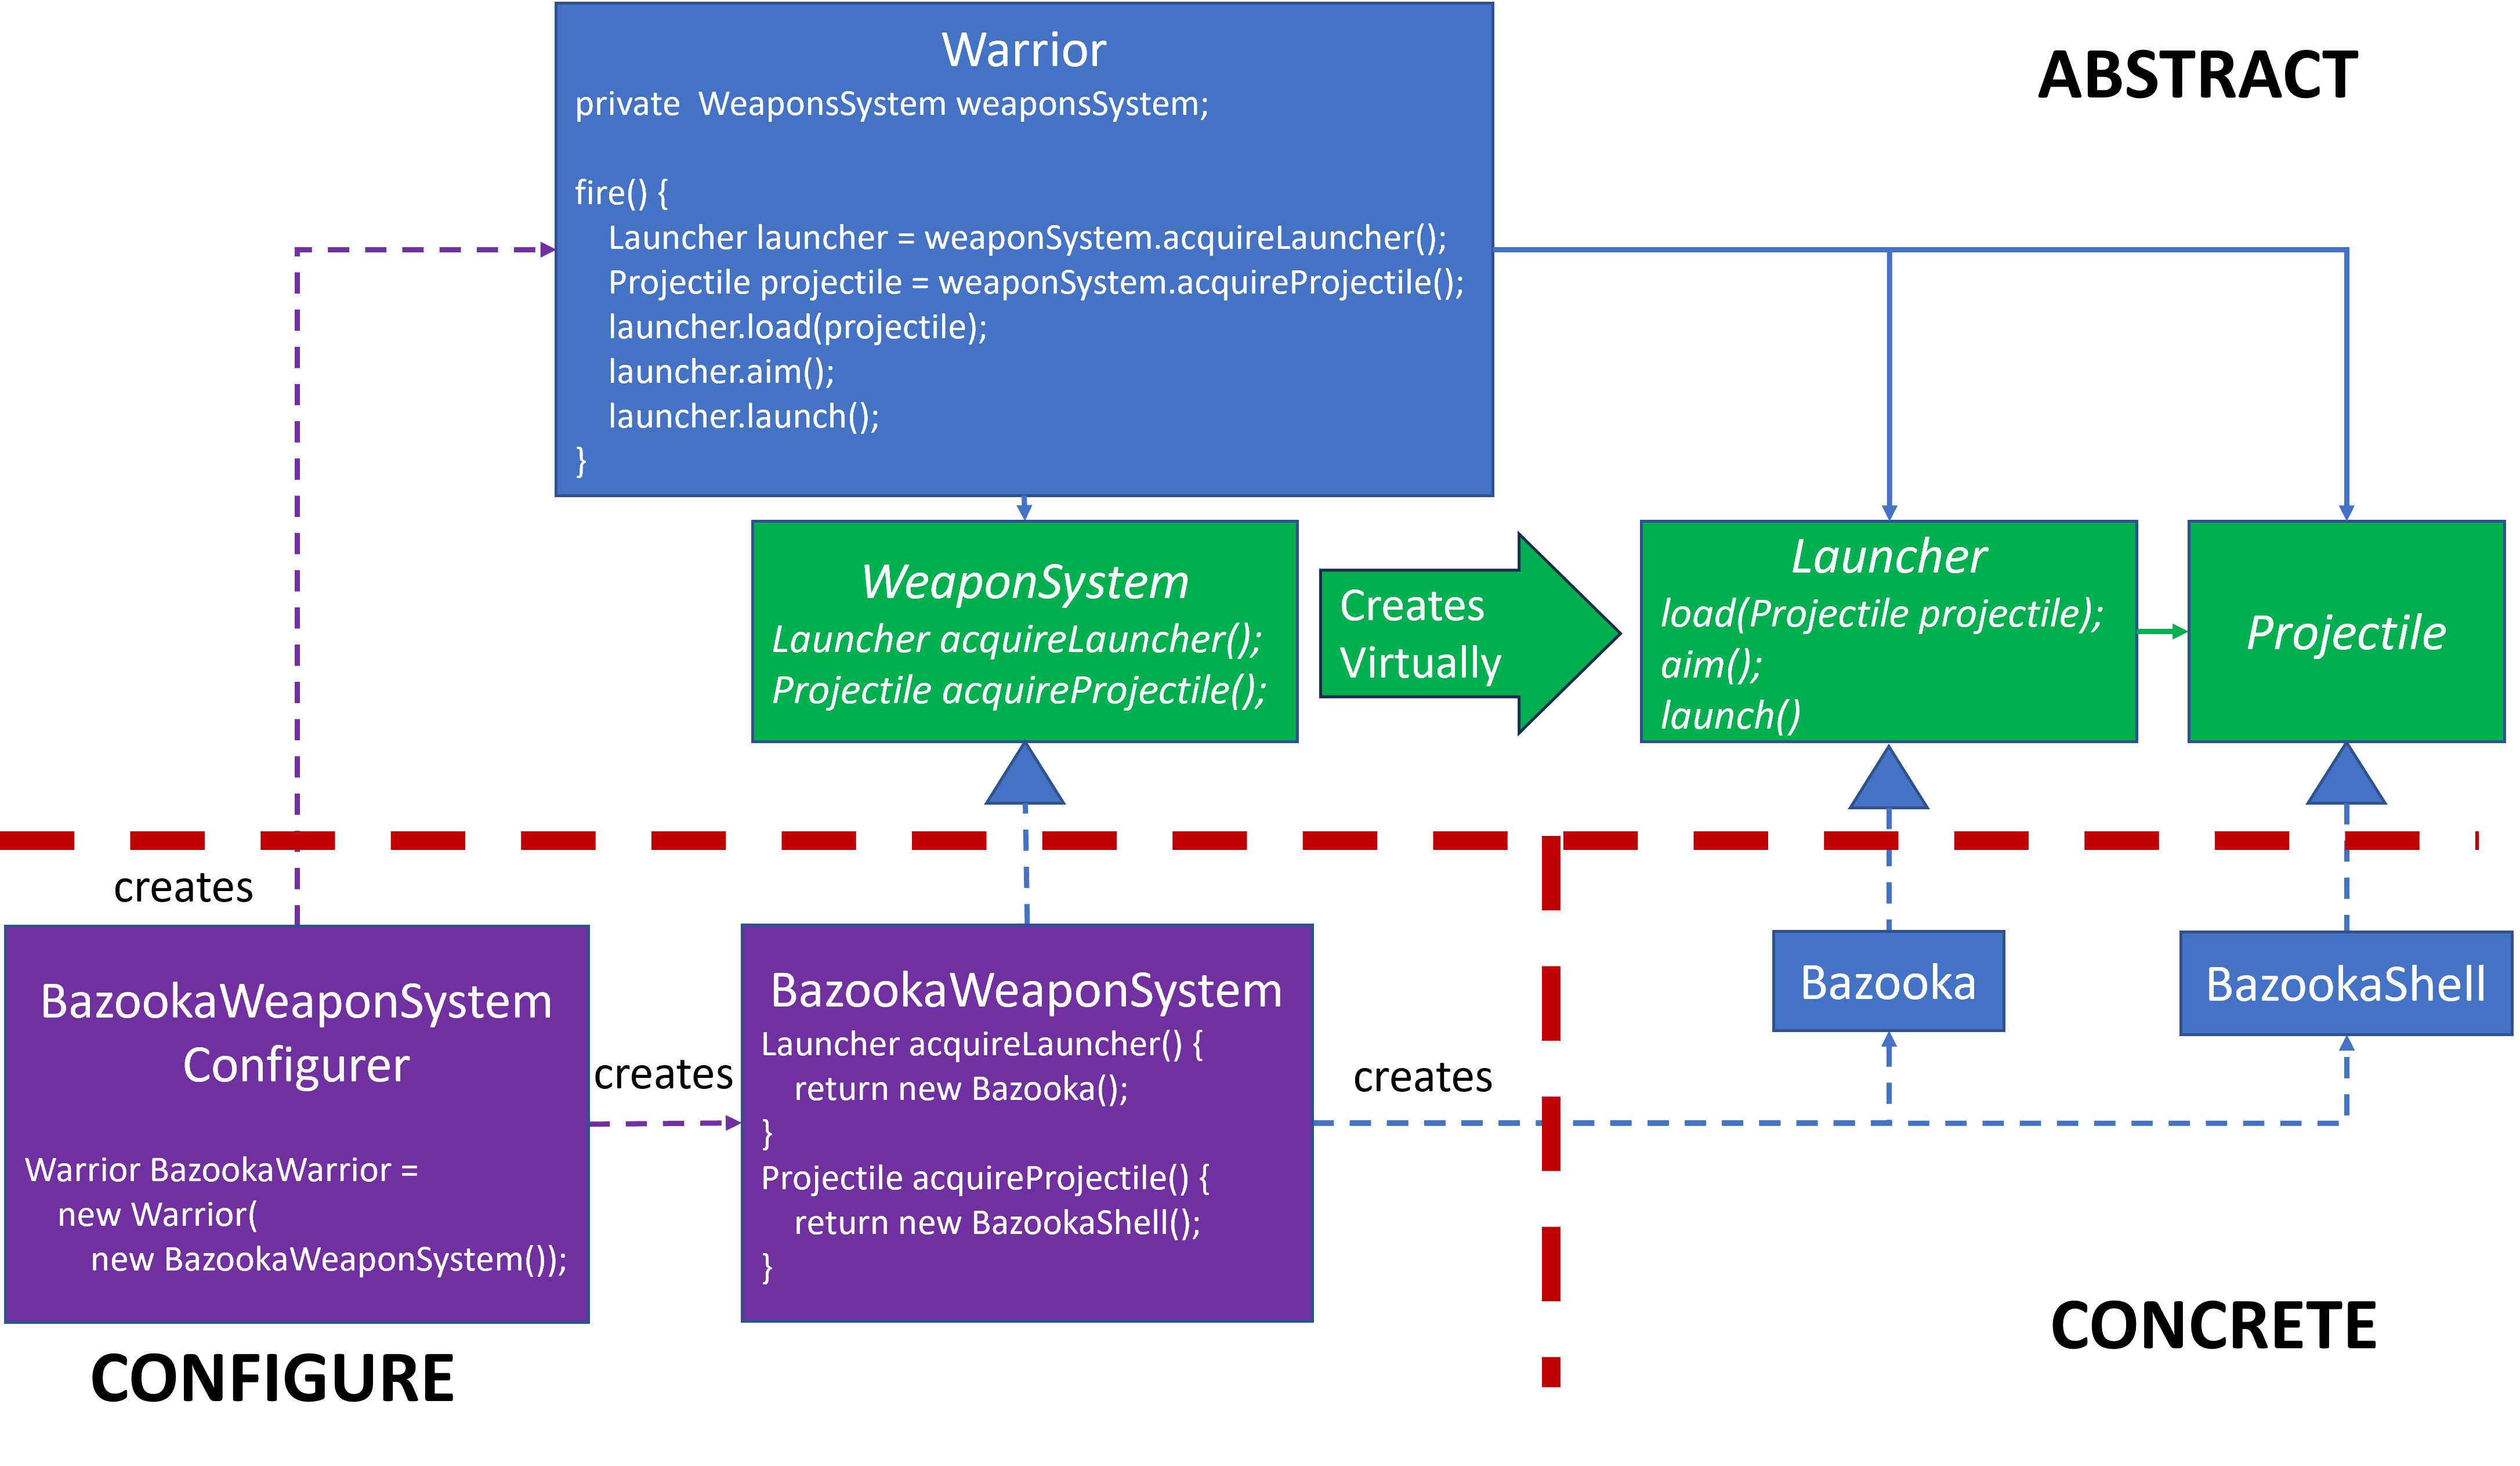 Warrior
private  WeaponsSystem weaponsSystem;
fire() {
Launcher launcher = weaponSystem.acquireLauncher();
Projectile projectile = weaponSystem.acquireProjectile();
launcher.load(projectile);
launcher.aim();
launcher.launch();
}
ABSTRACT
WeaponSystem
Launcher acquireLauncher();
Projectile acquireProjectile();
Creates
Virtually
Launcher
load(Projectile projectile);
aim();
launch()
Projectile
creates
BazookaWeaponSystem
Configurer
Warrior BazookaWarrior =
new Warrior(
new BazookaWeaponSystem());
creates
BazookaWeaponSystem
Launcher acquireLauncher() {
return new Bazooka();
}
Projectile acquireProjectile() {
return new BazookaShell();
}
creates
Bazooka
BazookaShell
CONFIGURE
CONCRETE